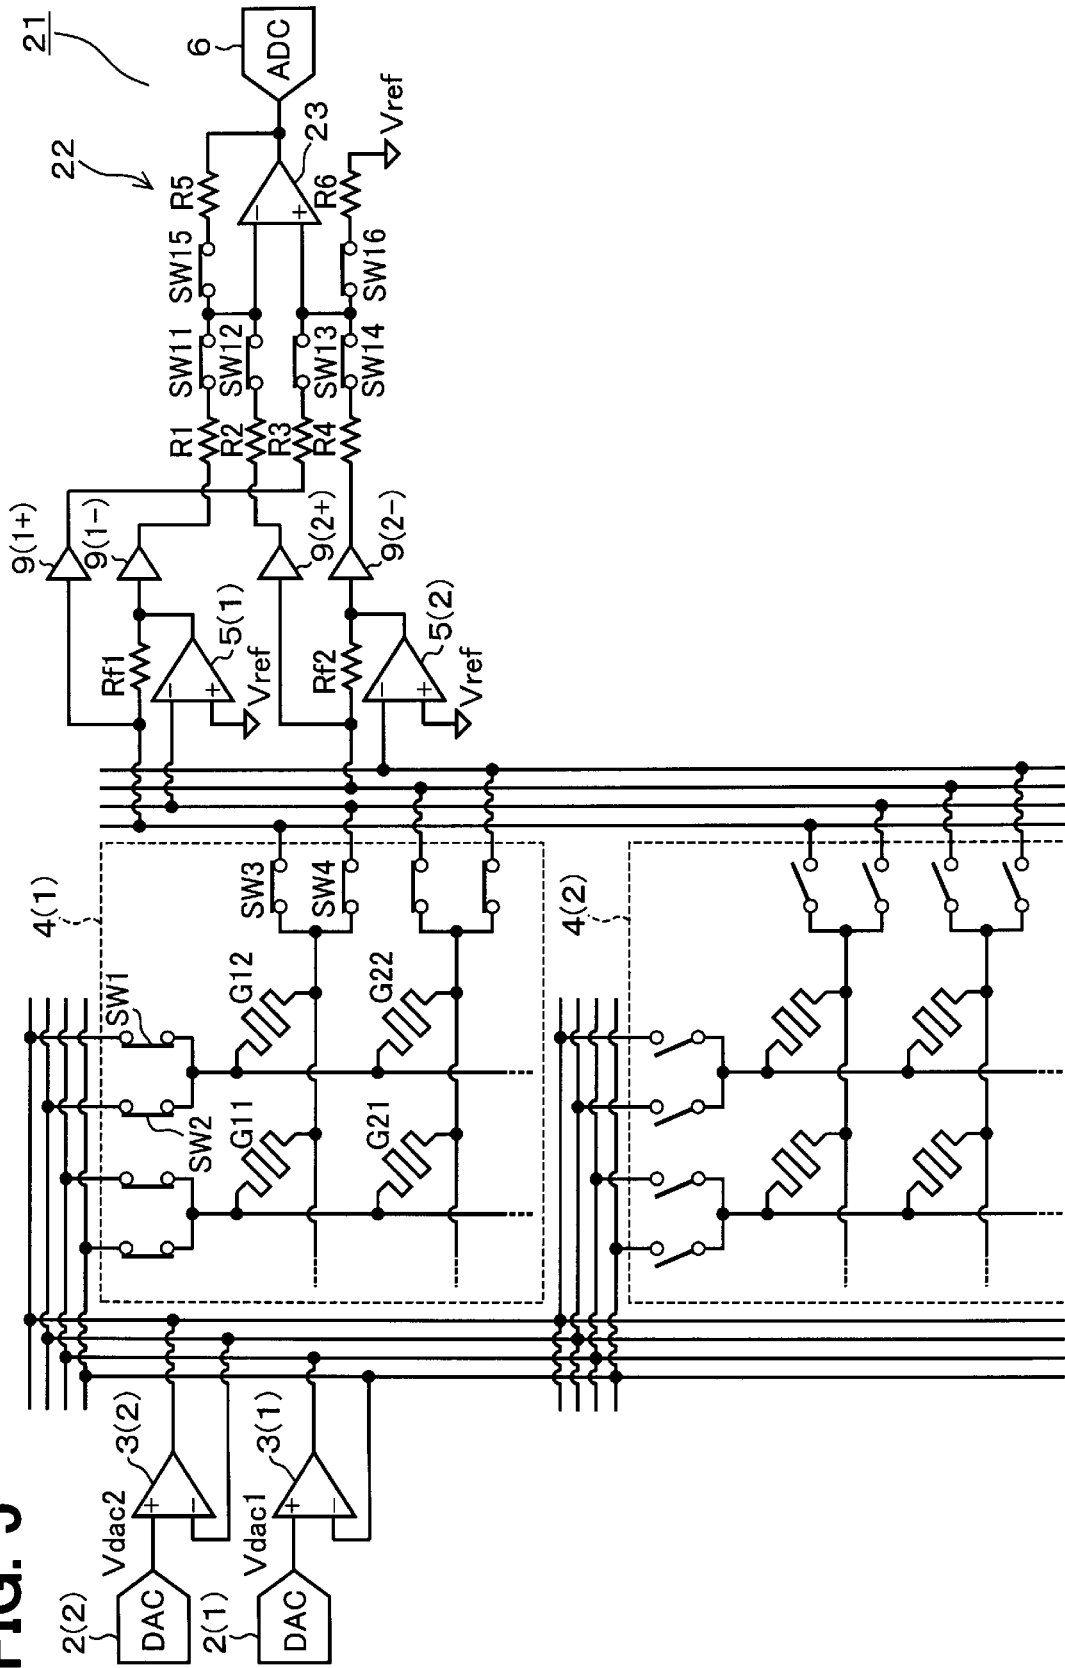 FIG. 5
21
22
6
ADC
23
Vref
R5
R6
SW15
SW16
SW11
SW12
SW13
SW14
R1
R2
R3
R4
9(1+)
9(1-)
9(2+)
9(2-)
Rf1
5(1)
Vref
Rf2
5(2)
Vref
4(1)
SW3
SW4
4(2)
SW1
SW2
G12
G22
G11
G21
3(2)
3(1)
Vdac2
Vdac1
2(2)
DAC
2(1)
DAC